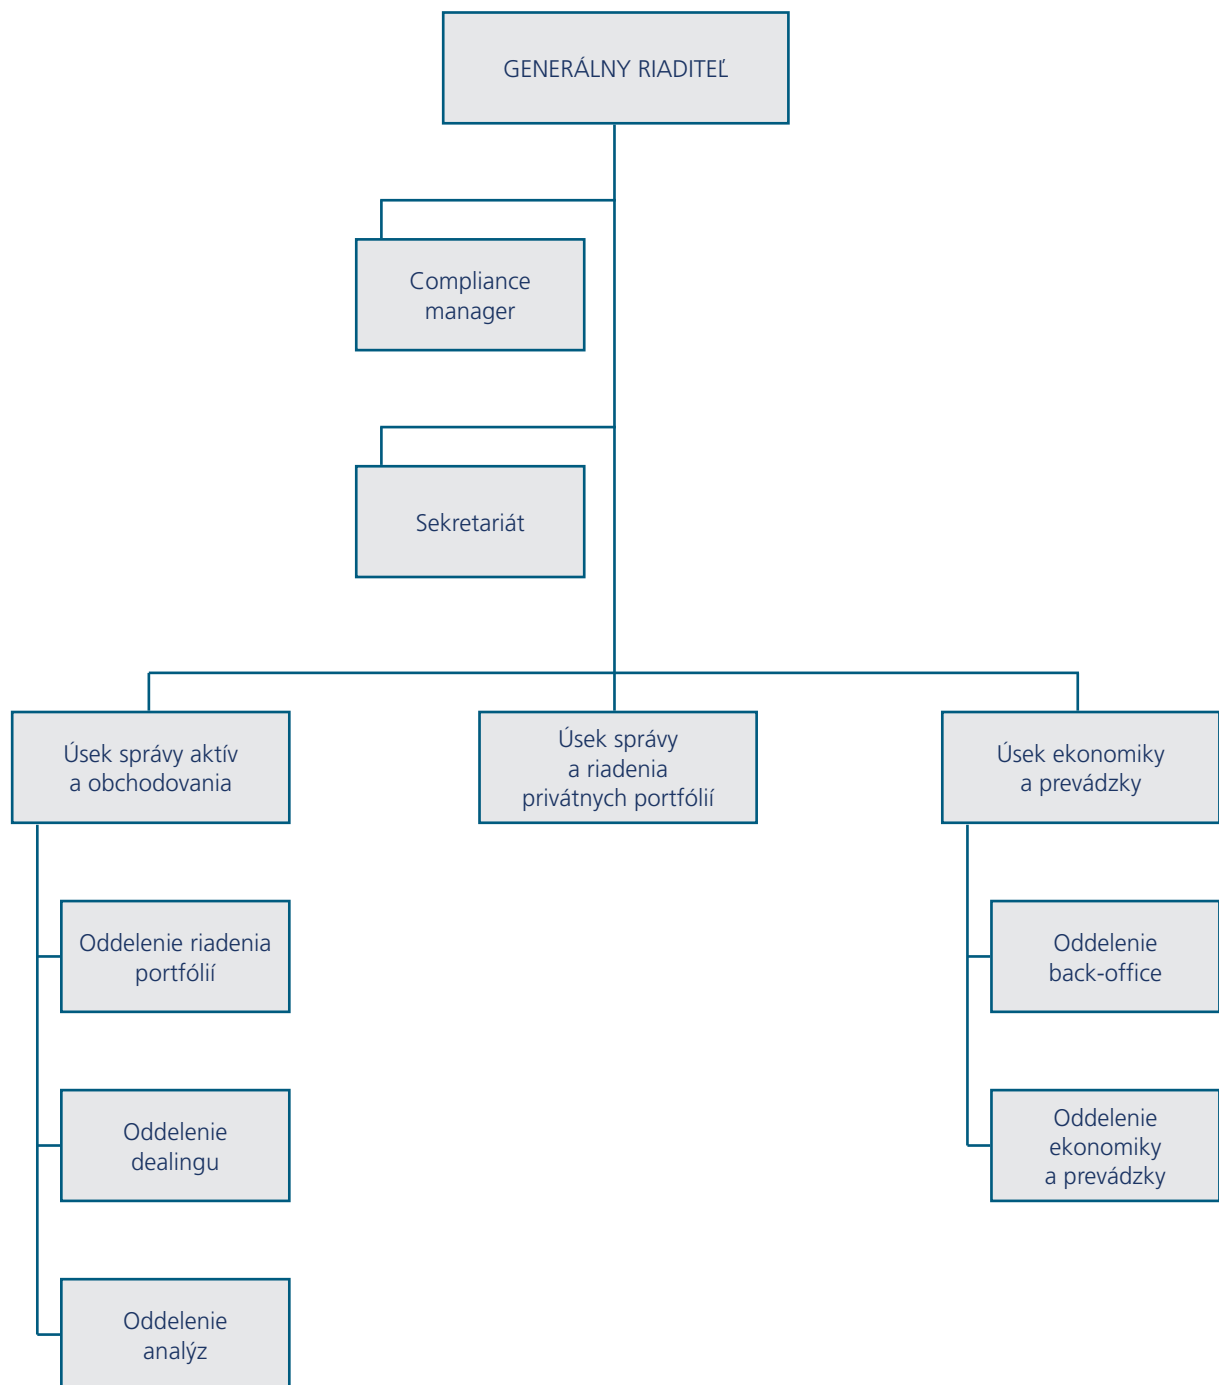 GENERÁLNY RIADITEĽ
Compliance
manager
Sekretariát
Úsek správy aktív
a obchodovania
Úsek správy
a riadenia
privátnych portfólií
Úsek ekonomiky
a prevádzky
Oddelenie riadenia
portfólií
Oddelenie
dealingu
Oddelenie
analýz
Oddelenie
back-office
Oddelenie
ekonomiky
a prevádzky